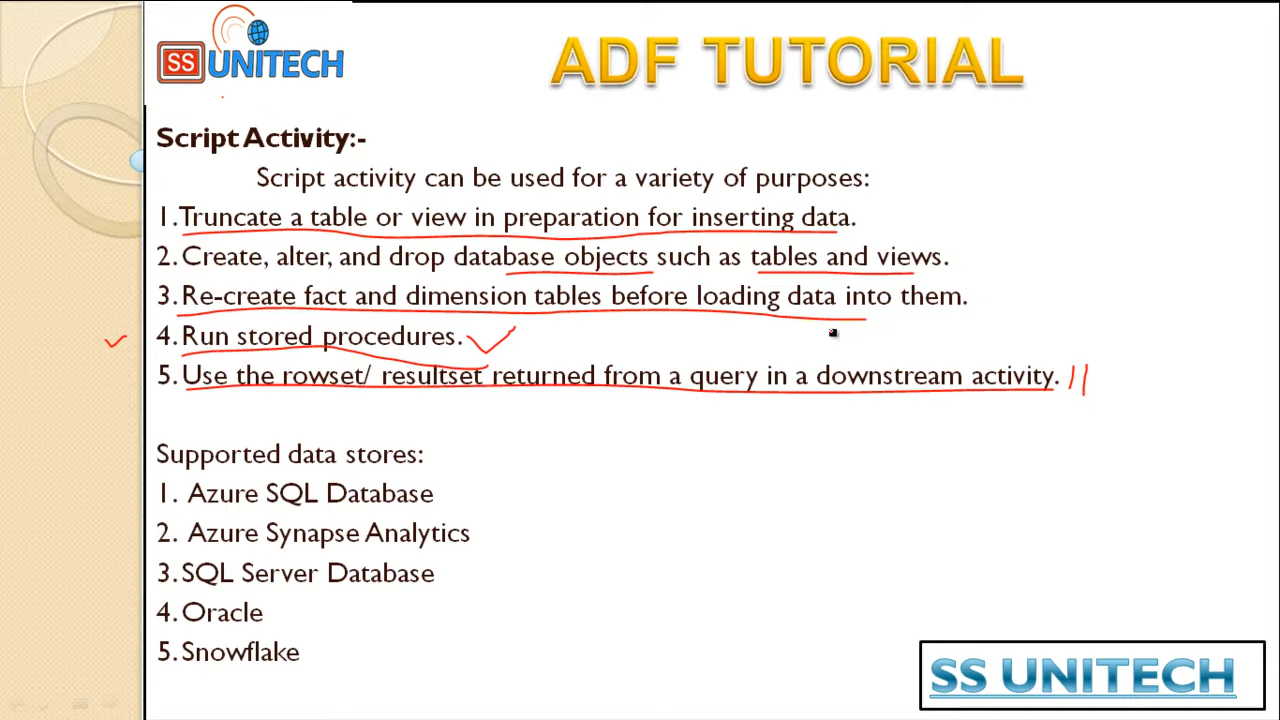 SS UNITECH
ADF TUTORIAL
Script Activity:-
Script activity can be used for a variety of purposes:
1. Truncate a table or view in preparation for inserting data.
2. Create, alter, and drop database objects such as tables and views.
3. Re-create fact and dimension tables before loading data into them.
4. Run stored procedures.
5. Use the rowset/ resultset returned from a query in a downstream activity.
Supported data stores:
1. Azure SQL Database
2. Azure Synapse Analytics
3. SQL Server Database
4. Oracle
5. Snowflake
SS UNITECH